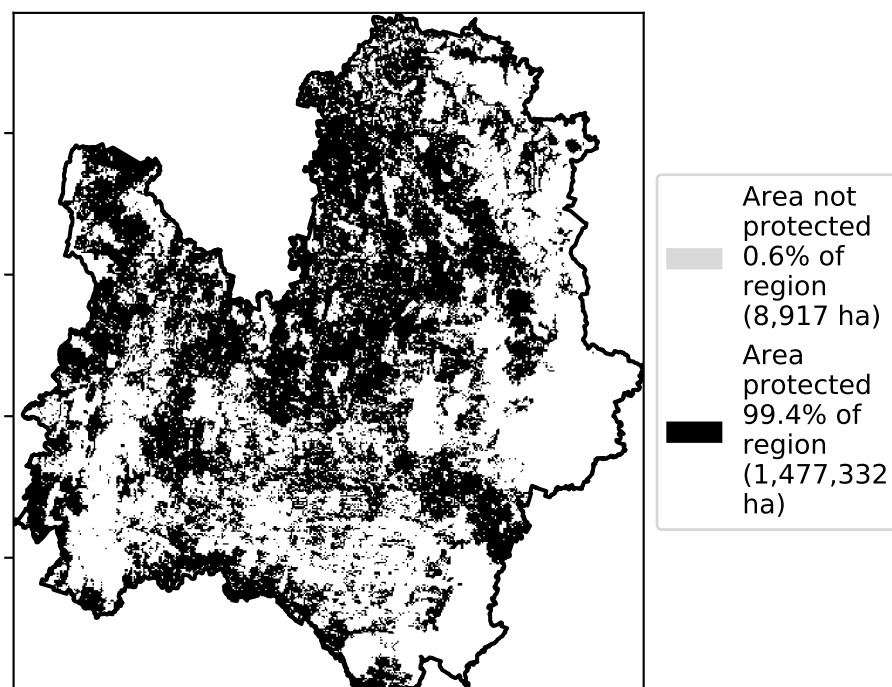 Area not
protected
0.6% of
region
(8,917 ha)
Area
protected
99.4% of
region
(1,477,332
ha)